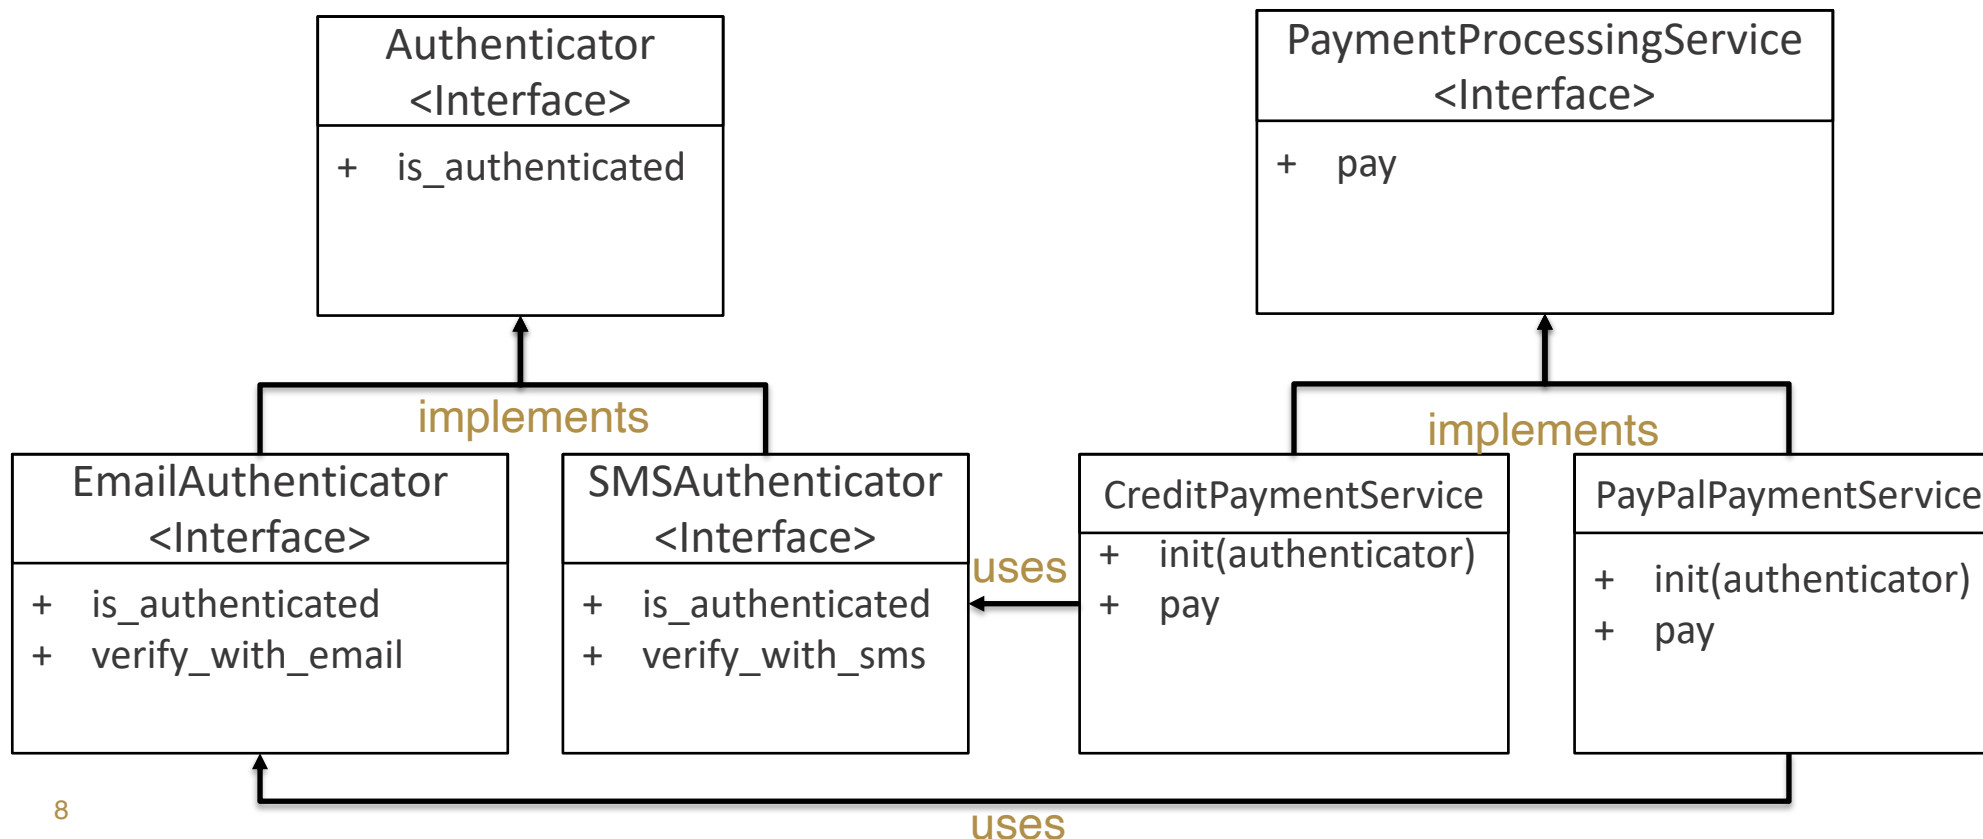 Authenticator
<Interface>
+ is_authenticated
PaymentProcessingService
<Interface>
+ pay
implements
implements
EmailAuthenticator
<Interface>
+ is_authenticated
+ verify_with_email
SMSAuthenticator
<Interface>
+ is_authenticated
+ verify_with_sms
uses
CreditPaymentService
+ init(authenticator)
+ pay
PayPalPaymentService
+ init(authenticator)
+ pay
uses
8